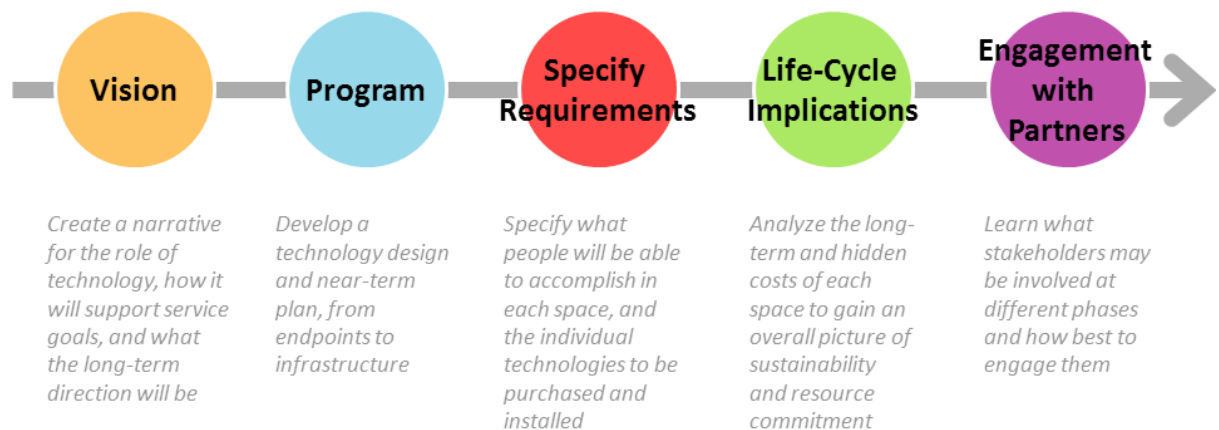 Vision
Program
Specify
Requirements
Life-Cycle
Implications
Engagement
with
Partners
Create a narrative
for the role of
technology, how it
will support service
goals, and what
the long-term
direction will be
Develop a
technology design
and near-term
plan, from
endpoints to
infrastructure
Specify what
people will be able
to accomplish in
each space, and
the individual
technologies to be
purchased and
installed
Analyze the long-
term and hidden
costs of each
space to gain an
overall picture of
sustainability
and resource
commitment
Learn what
stakeholders may
be involved at
different phases
and how best to
engage them